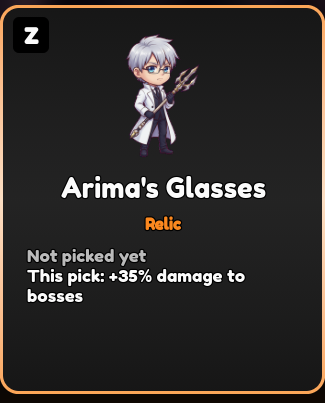 Z
Arima's Glasses
Relic
Not picked yet
This pick: +35% damage to
bosses